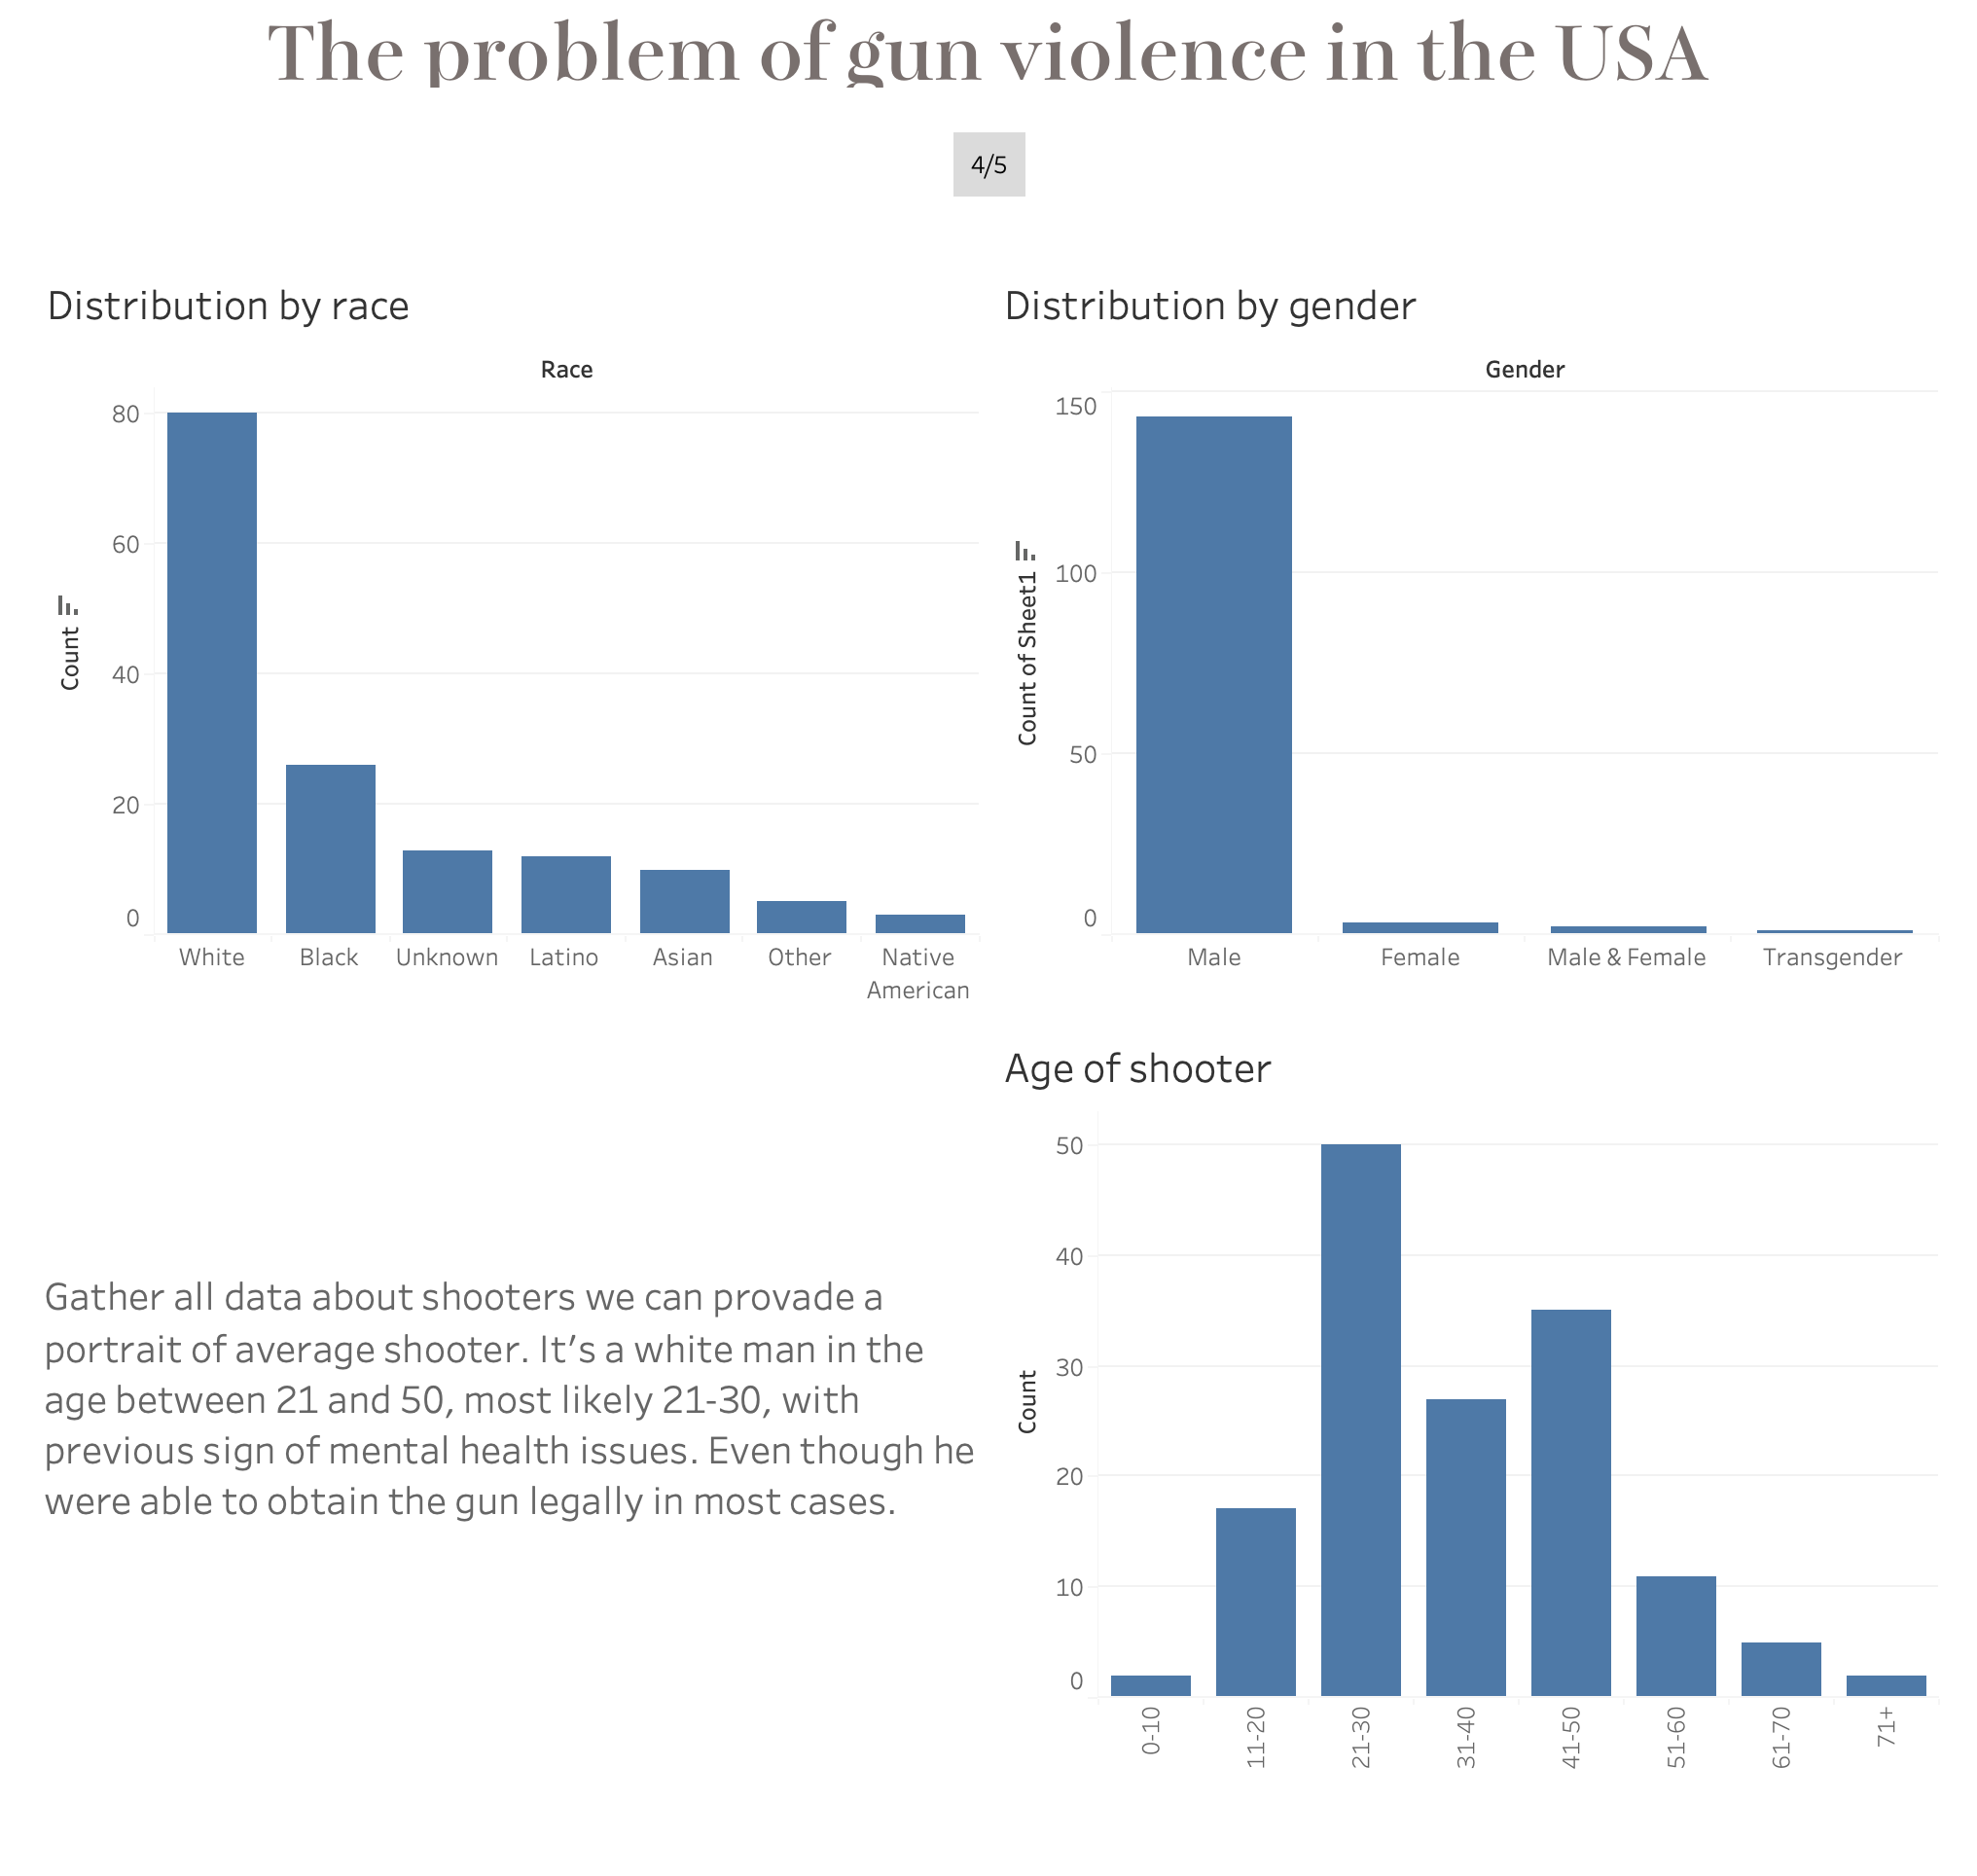 The problem of gun violence in the USA
4/5
Distribution by race
Race
80
60
40
20
0
Count
White
Black
Unknown
Latino
Asian
Other
Native
American
Distribution by gender
Gender
150
100
50
0
Count of Sheet1
Male
Female
Male & Female
Transgender
Gather all data about shooters we can provade a
portrait of average shooter. It's a white man in the
age between 21 and 50, most likely 21-30, with
previous sign of mental health issues. Even though he
were able to obtain the gun legally in most cases.
Age of shooter
50
40
30
20
10
0
Count
0-10
11-20
21-30
31-40
41-50
51-60
61-70
71+